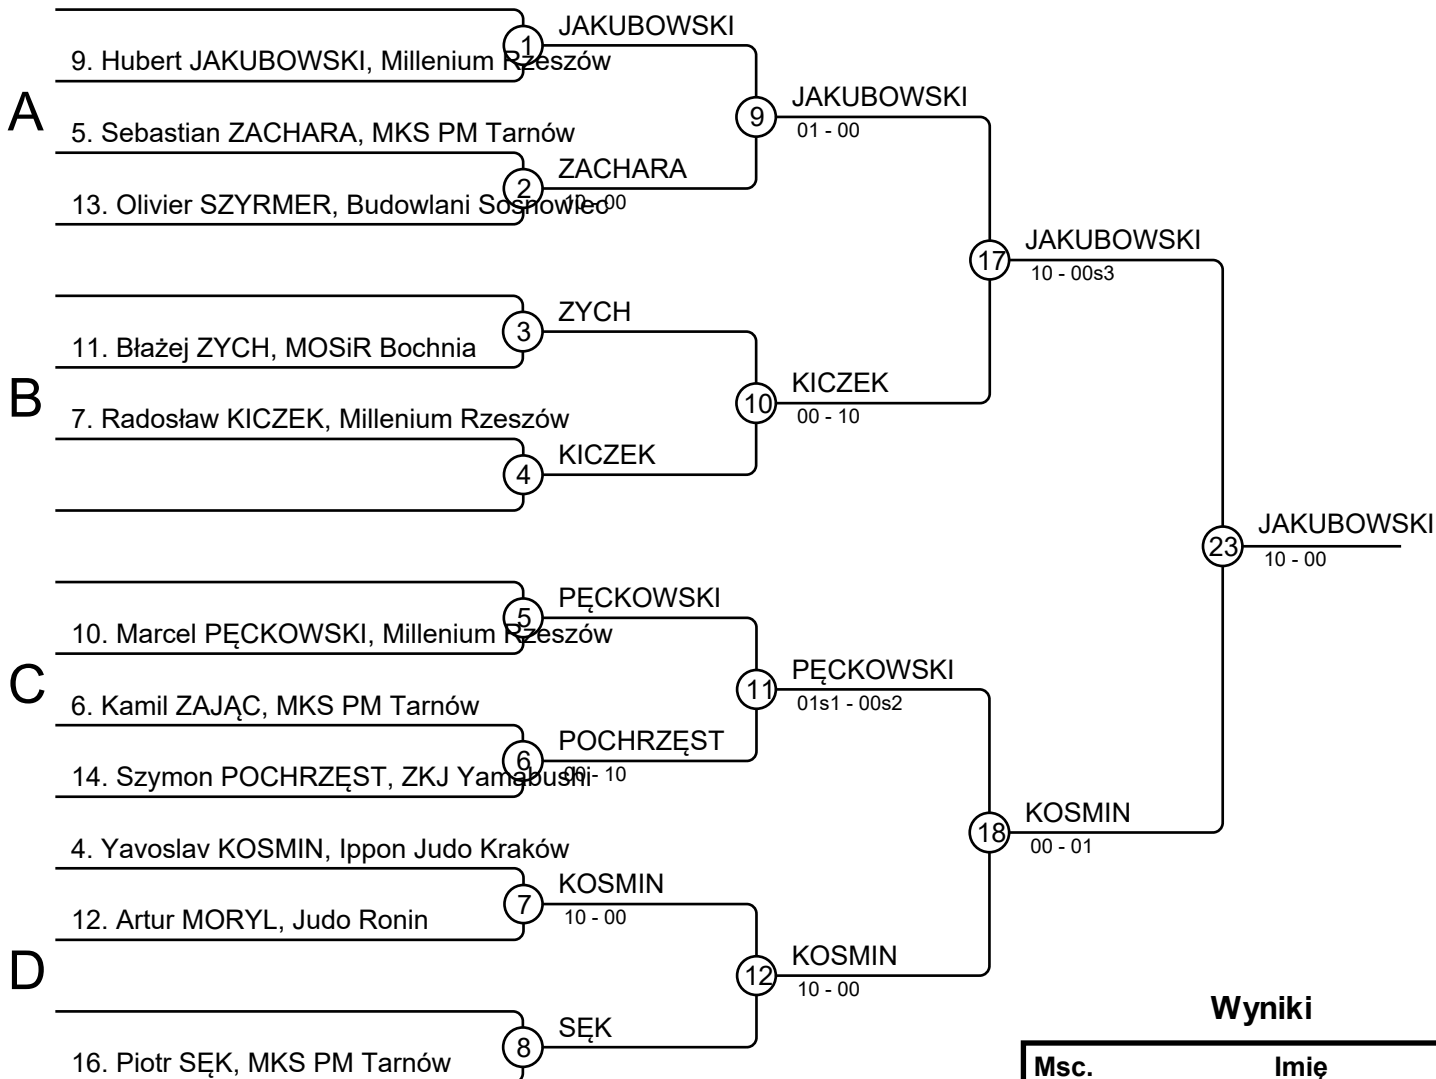 JAKUBOWSKI
1
9. Hubert JAKUBOWSKI, Millenium Rzeszów
A
JAKUBOWSKI
9
01 - 00
5. Sebastian ZACHARA, MKS PM Tarnów
ZACHARA
2
10 - 00
13. Olivier SZYRMER, Budowlani Sosnowiec
JAKUBOWSKI
17
10 - 00s3
ZYCH
3
11. Błażej ZYCH, MOSiR Bochnia
B
KICZEK
10
00 - 10
7. Radosław KICZEK, Millenium Rzeszów
KICZEK
4
JAKUBOWSKI
23
10 - 00
PĘCKOWSKI
5
10. Marcel PĘCKOWSKI, Millenium Rzeszów
C
PĘCKOWSKI
11
01s1 - 00s2
6. Kamil ZAJĄC, MKS PM Tarnów
POCHRZĘST
6
00 - 10
14. Szymon POCHRZĘST, ZKJ Yamabushi
KOSMIN
18
00 - 01
4. Yavoslav KOSMIN, Ippon Judo Kraków
KOSMIN
7
10 - 00
12. Artur MORYL, Judo Ronin
D
KOSMIN
12
10 - 00
SĘK
8
16. Piotr SĘK, MKS PM Tarnów
Wyniki
Msc. Imię